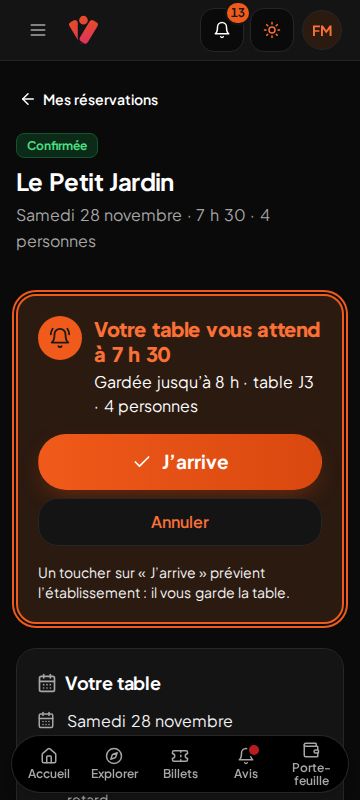 13
FM
Mes réservations
Confirmée
Le Petit Jardin
Samedi 28 novembre · 7 h 30 · 4
personnes
Votre table vous attend
à 7 h 30
Gardée jusqu’à 8 h · table J3
· 4 personnes
J’arrive
Annuler
Un toucher sur « J’arrive » prévient
l’établissement : il vous garde la table.
Votre table
Samedi 28 novembre
Accueil
Explorer
Billets
Avis
Porte-
feuille
retard